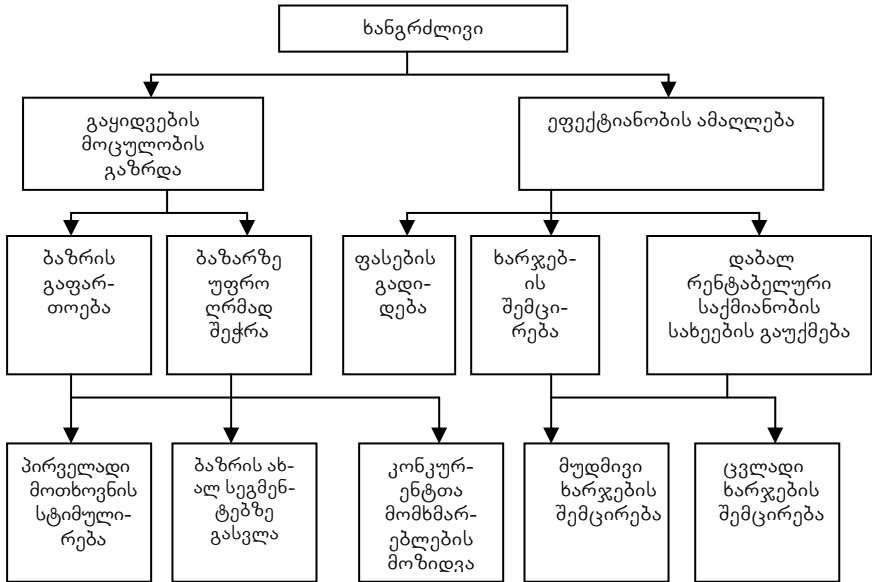 ხანგრძლივი
გაყიდვების
მოცულობის
გაზრდა
ეფექტიანობის ამაღლება
ბაზრის
გაფარ-
თოება
ბაზარზე
უფრო
ღრმად
შეჭრა
ფასების
გადი-
დება
ხარჯებ-
ის
შემცი-
რება
დაბალ
რენტაბელური
საქმიანობის
სახეების გაუქმება
პირველადი
მოთხოვნის
სტიმული-
რება
ბაზრის ახ-
ალ სეგმენ-
ტებზე
გასვლა
კონკურ-
ენტთა
მომხმარ-
ებლების
მოზიდვა
მუდმივი
ხარჯების
შემცირება
ცვლადი
ხარჯების
შემცირება